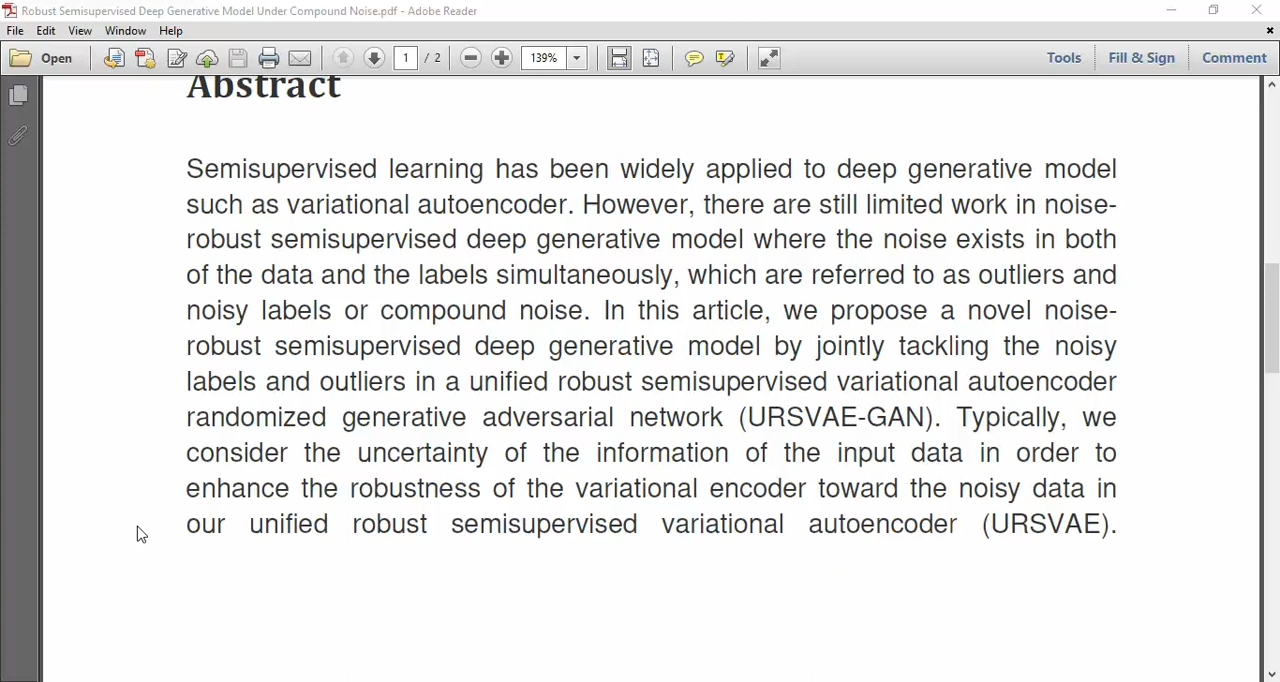 Robust Semisupervised Deep Generative Model Under Compound Noise.pdf - Adobe Reader
File Edit View Window Help
Open 1 / 2 139% Tools Fill & Sign Comment
Abstract
Semisupervised learning has been widely applied to deep generative model
such as variational autoencoder. However, there are still limited work in noise-
robust semisupervised deep generative model where the noise exists in both
of the data and the labels simultaneously, which are referred to as outliers and
noisy labels or compound noise. In this article, we propose a novel noise-
robust semisupervised deep generative model by jointly tackling the noisy
labels and outliers in a unified robust semisupervised variational autoencoder
randomized generative adversarial network (URSVAE-GAN). Typically, we
consider the uncertainty of the information of the input data in order to
enhance the robustness of the variational encoder toward the noisy data in
our unified robust semisupervised variational autoencoder (URSVAE).